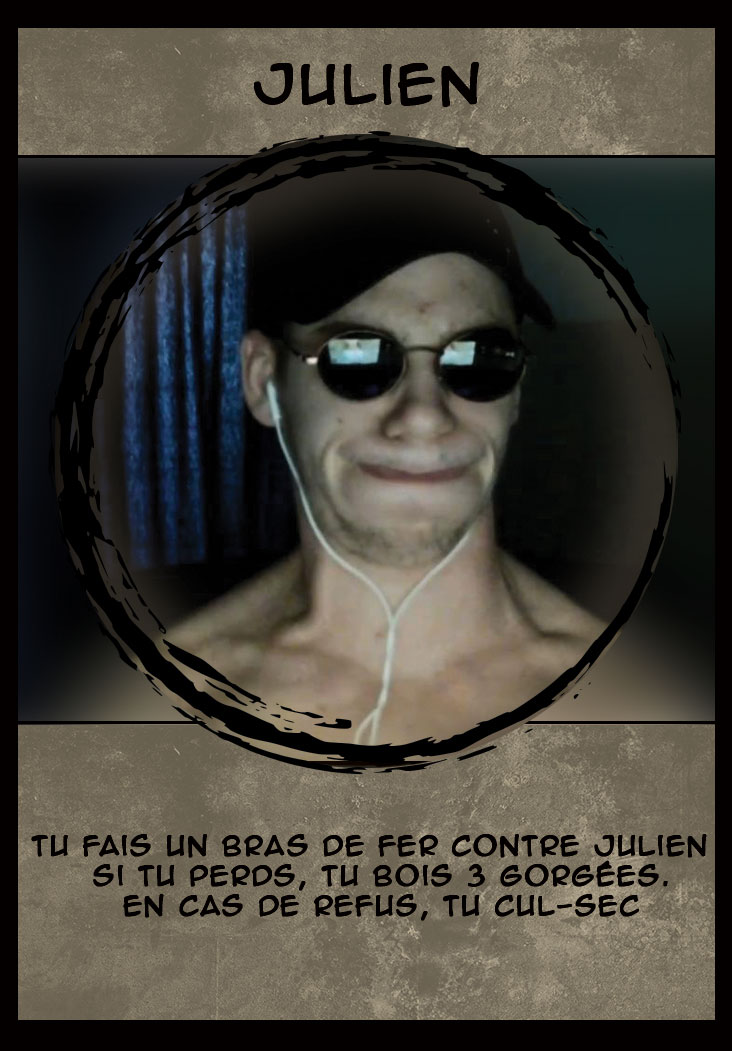 JULIEN
TU FAIS UN BRAS DE FER CONTRE JULIEN
SI TU PERDS, TU BOIS 3 GORGÉES.
EN CAS DE REFUS, TU CUL-SEC